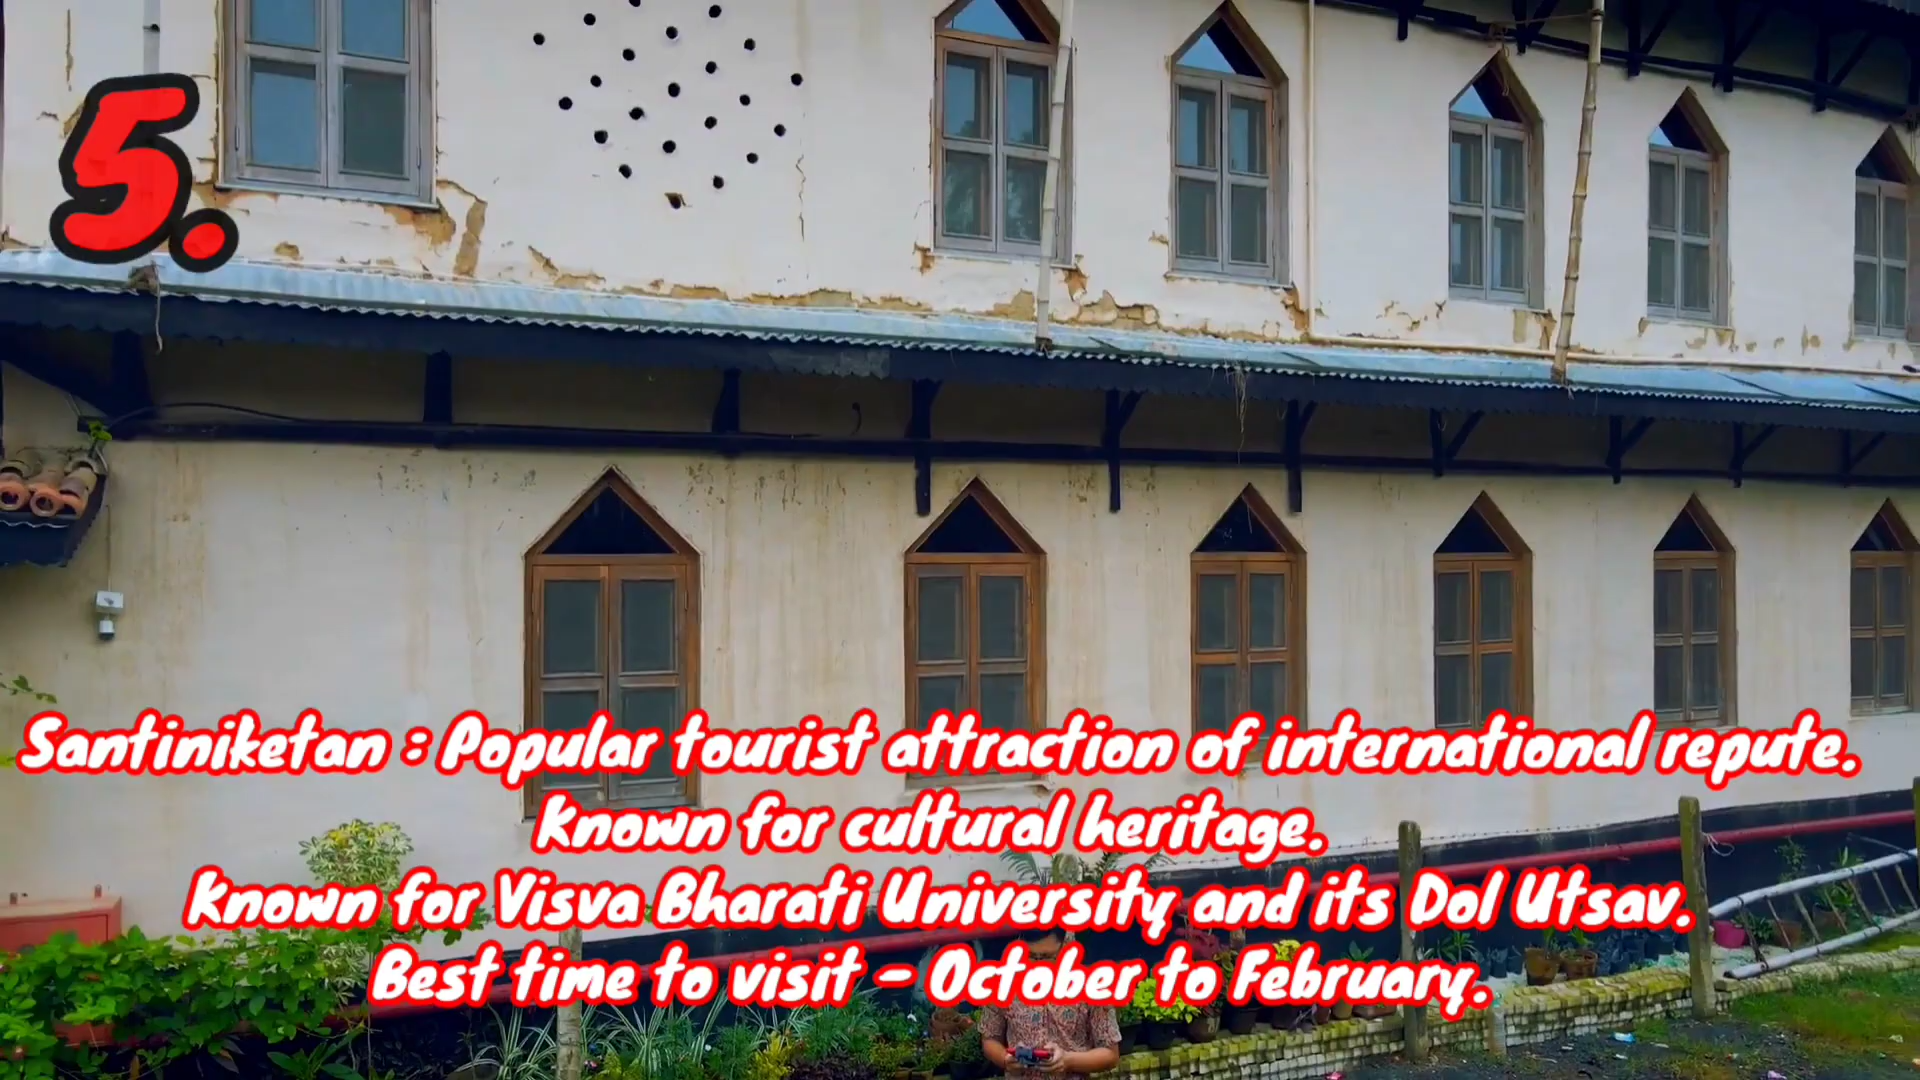 5.
Santiniketan : Popular tourist attraction of international repute.
Known for cultural heritage.
Known for Visva Bharati University and its Dol Utsav.
Best time to visit - October to February.